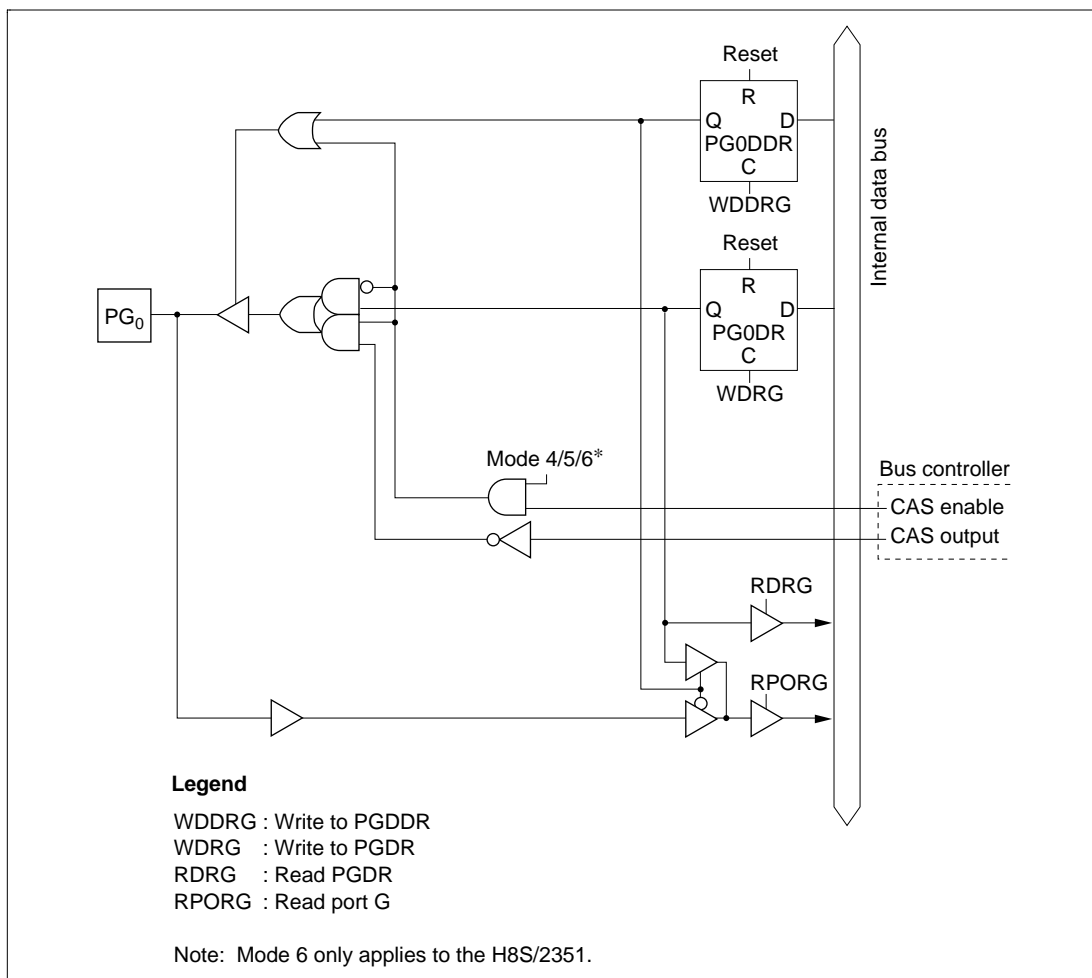 Reset
R
Q D
PG0DDR
C
WDDRG
Internal data bus
Reset
R
Q D
PG0DR
C
WDRG
PG0
Mode 4/5/6*
Bus controller
CAS enable
CAS output
RDRG
RPORG
Legend
WDDRG : Write to PGDDR
WDRG : Write to PGDR
RDRG : Read PGDR
RPORG : Read port G
Note: Mode 6 only applies to the H8S/2351.